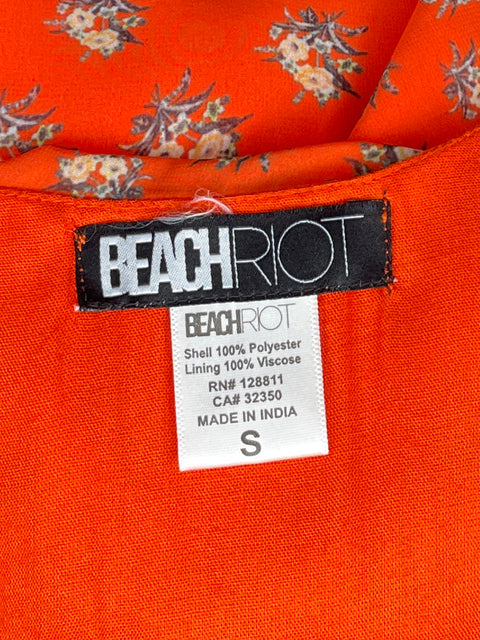 BEACHRIOT
BEACHRIOT
Shell 100% Polyester
Lining 100% Viscose
RN# 128811
CA# 32350
MADE IN INDIA
S